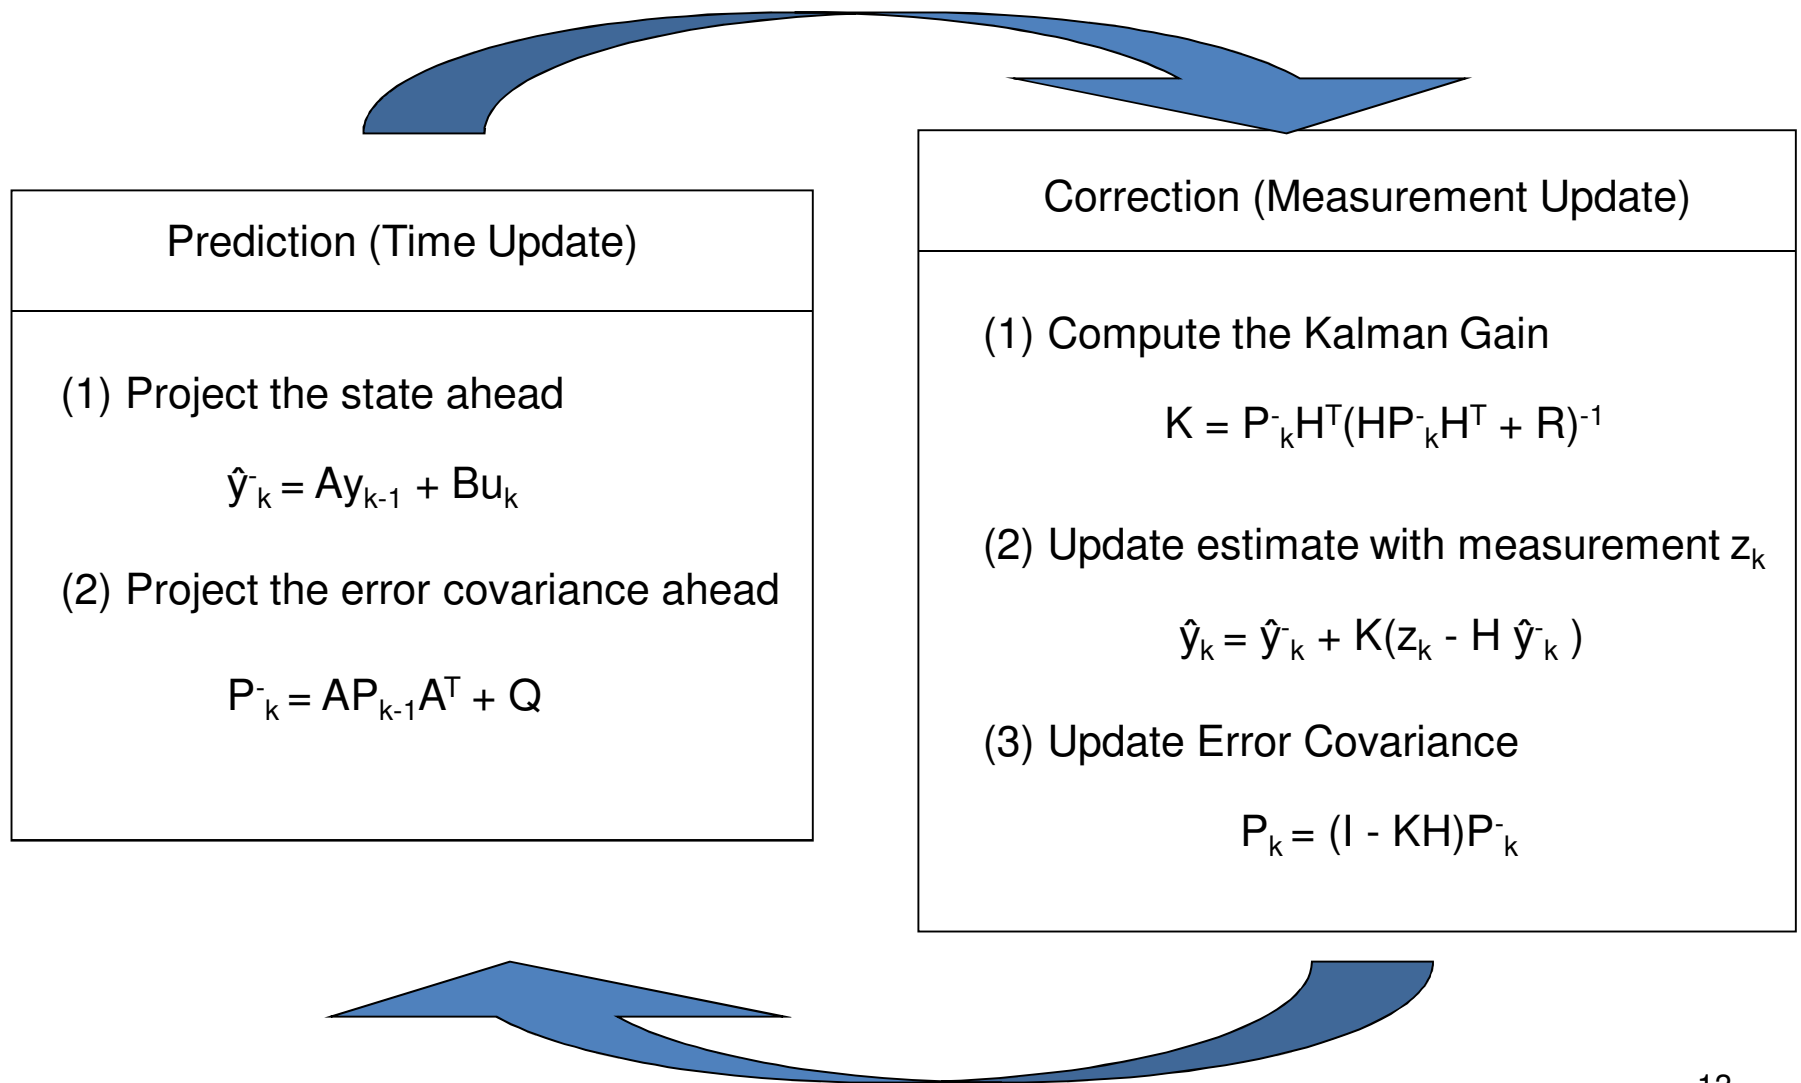 Prediction (Time Update)
(1) Project the state ahead
ŷ⁻ₖ = Ayₖ₋₁ + Buₖ
(2) Project the error covariance ahead
P⁻ₖ = APₖ₋₁Aᵀ + Q
Correction (Measurement Update)
(1) Compute the Kalman Gain
K = P⁻ₖHᵀ(HP⁻ₖHᵀ + R)⁻¹
(2) Update estimate with measurement zₖ
ŷₖ = ŷ⁻ₖ + K(zₖ - H ŷ⁻ₖ )
(3) Update Error Covariance
Pₖ = (I - KH)P⁻ₖ